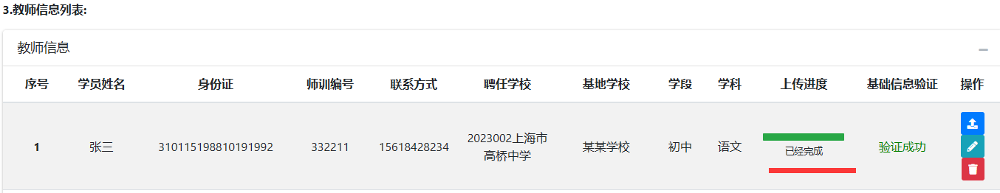 3.教师信息列表:
教师信息
序号 学员姓名 身份证 师训编号 联系方式 聘任学校 基地学校 学段 学科 上传进度 基础信息验证 操作
1 张三 310115198810191992 332211 15618428234 2023002上海市高桥中学 某某学校 初中 语文 已经完成 验证成功